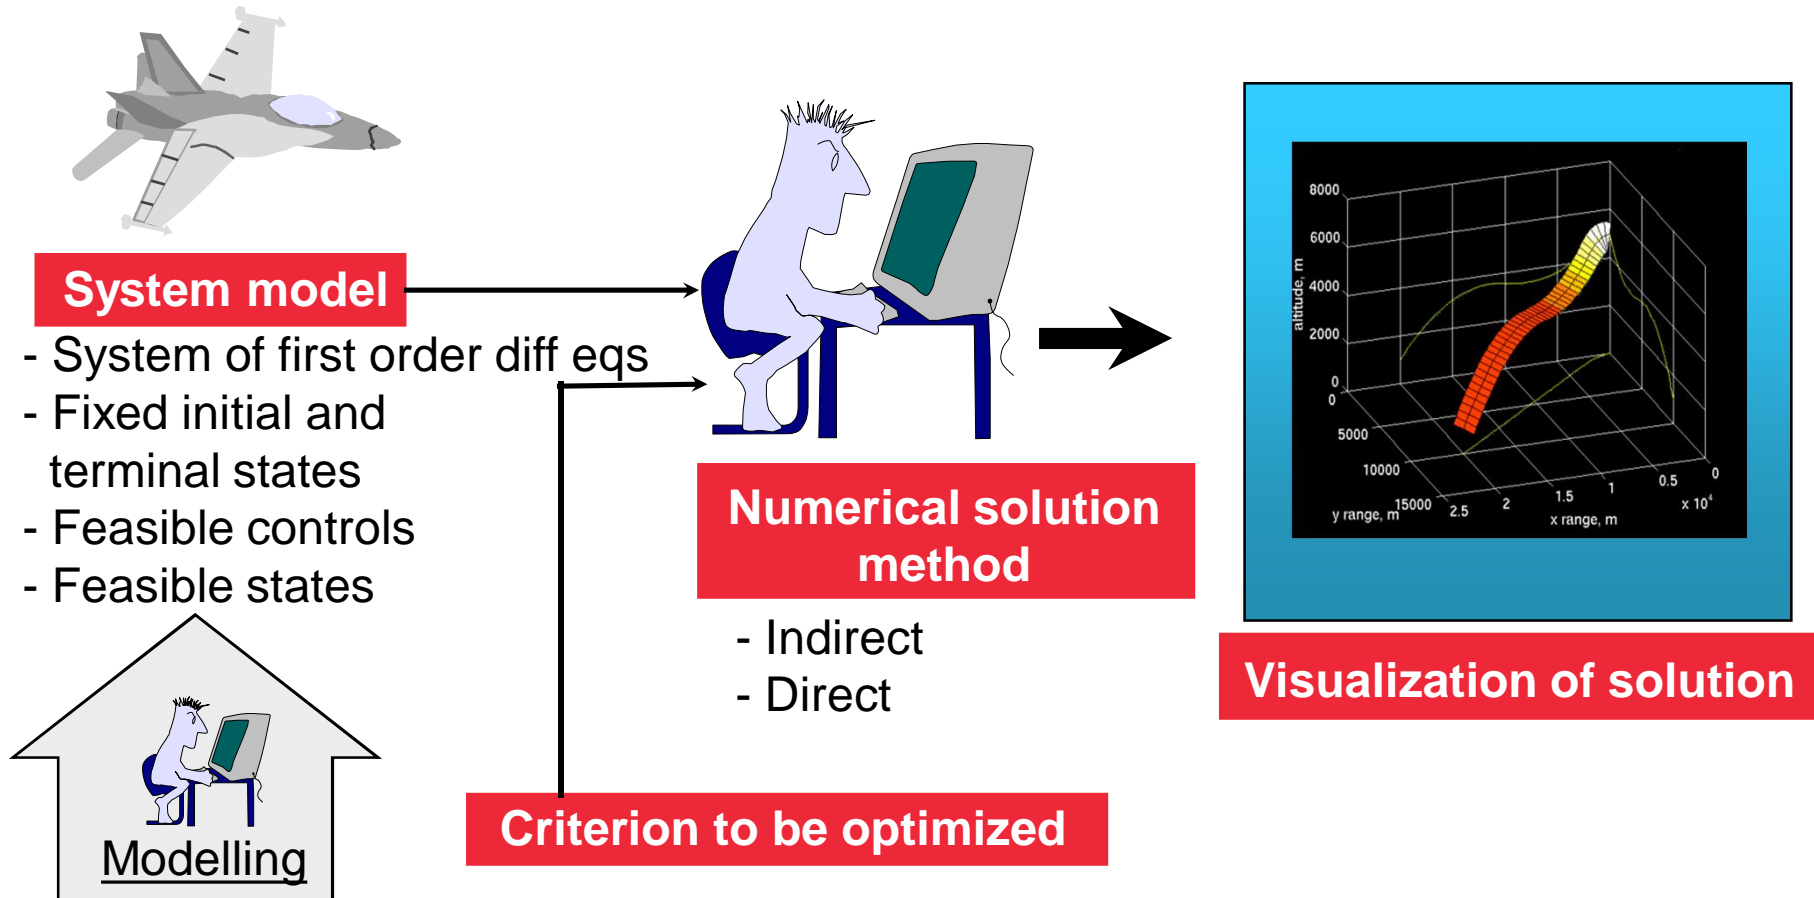 System model
- System of first order diff eqs
- Fixed initial and
terminal states
- Feasible controls
- Feasible states
Modelling
Numerical solution
method
- Indirect
- Direct
Criterion to be optimized
8000
6000
4000
2000
0
altitude, m
0
5000
10000
15000
y range, m
2.5
2
1.5
1
0.5
0
x 10⁴
x range, m
Visualization of solution